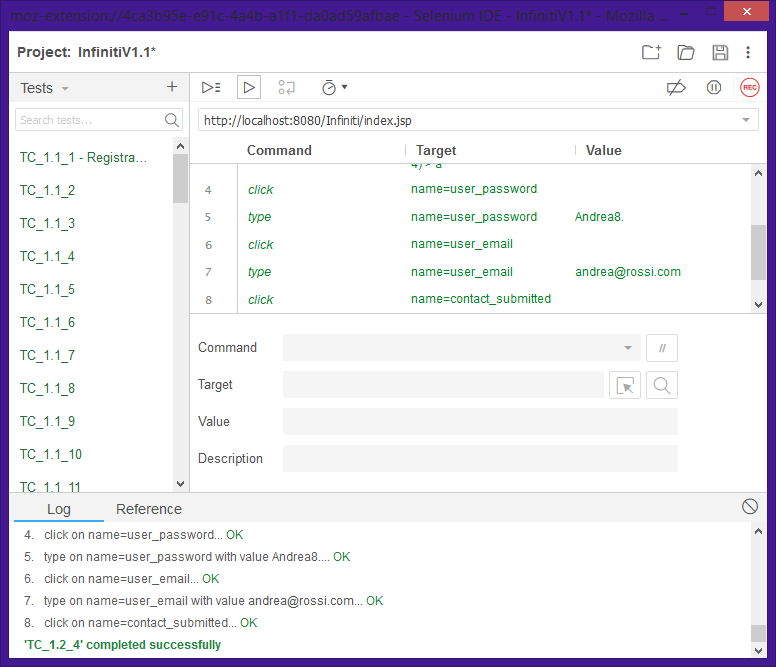 moz-extension://4ca3b95e-e91c-4a4b-a1f1-da0ad59afbae - Selenium IDE - InfinitiV1.1* - Mozilla ...
Project: InfinitiV1.1*
Tests
Search tests...
REC
http://localhost:8080/Infiniti/index.jsp
TC_1.1_1 - Registra...
TC_1.1_2
TC_1.1_3
TC_1.1_4
TC_1.1_5
TC_1.1_6
TC_1.1_7
TC_1.1_8
TC_1.1_9
TC_1.1_10
TC_1.1_11
Command Target Value
4) > a
4 click name=user_password
5 type name=user_password Andrea8.
6 click name=user_email
7 type name=user_email andrea@rossi.com
8 click name=contact_submitted
Command //
Target
Value
Description
Log Reference
4. click on name=user_password... OK
5. type on name=user_password with value Andrea8.... OK
6. click on name=user_email... OK
7. type on name=user_email with value andrea@rossi.com... OK
8. click on name=contact_submitted... OK
'TC_1.2_4' completed successfully